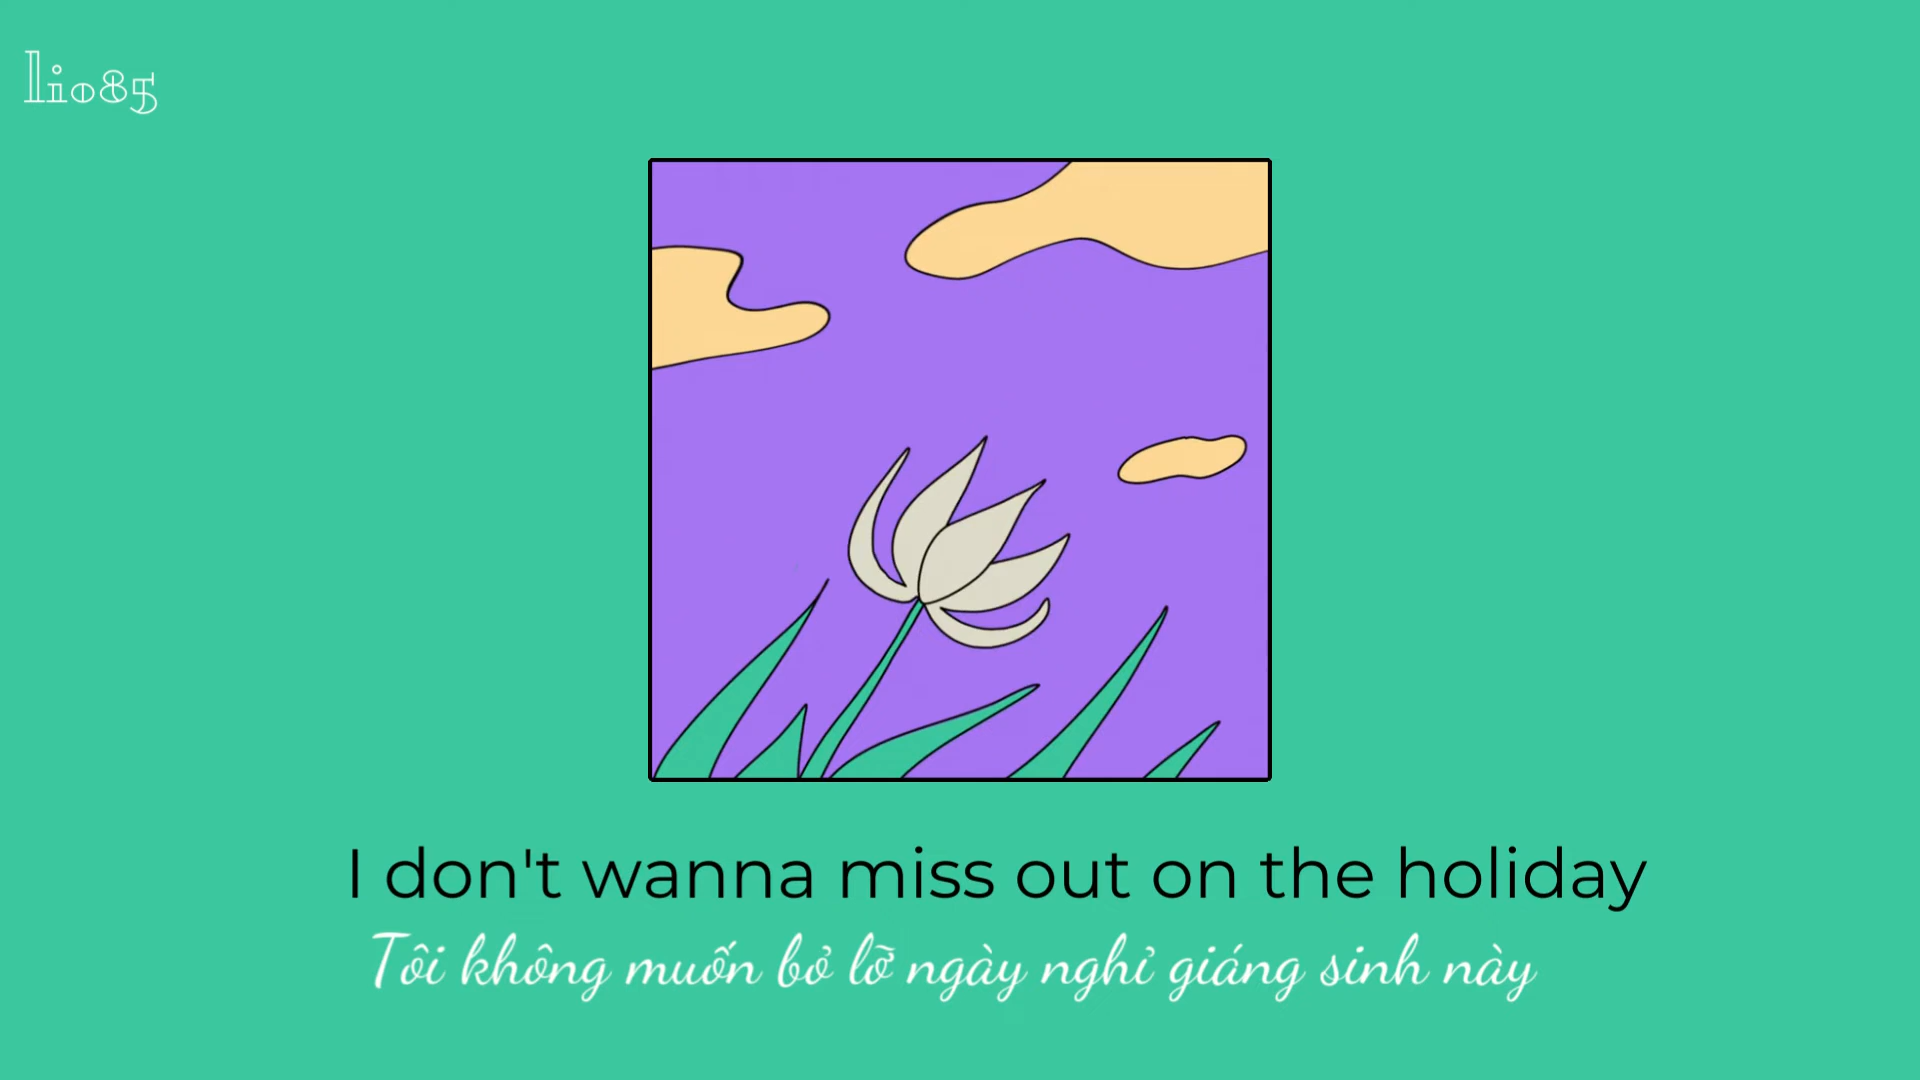 lio85
I don't wanna miss out on the holiday
Tôi không muốn bỏ lỡ ngày nghỉ giáng sinh này